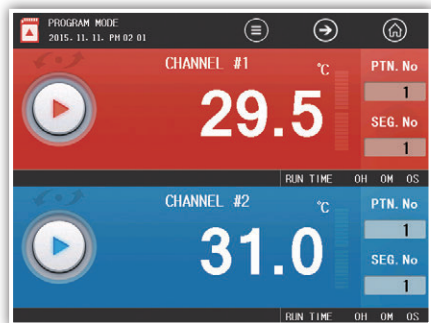 PROGRAM MODE
2015. 11. 11. PM 02 01
CHANNEL #1
℃
PTN. No
29.5
1
SEG. No
1
RUN TIME 0H 0M 0S
CHANNEL #2
℃
PTN. No
31.0
1
SEG. No
1
RUN TIME 0H 0M 0S